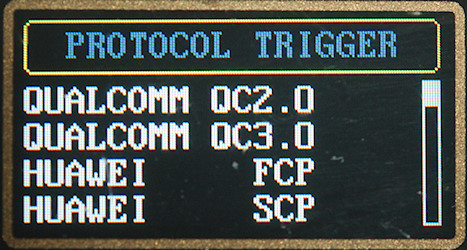 PROTOCOL TRIGGER
QUALCOMM QC2.0
QUALCOMM QC3.0
HUAWEI FCP
HUAWEI SCP